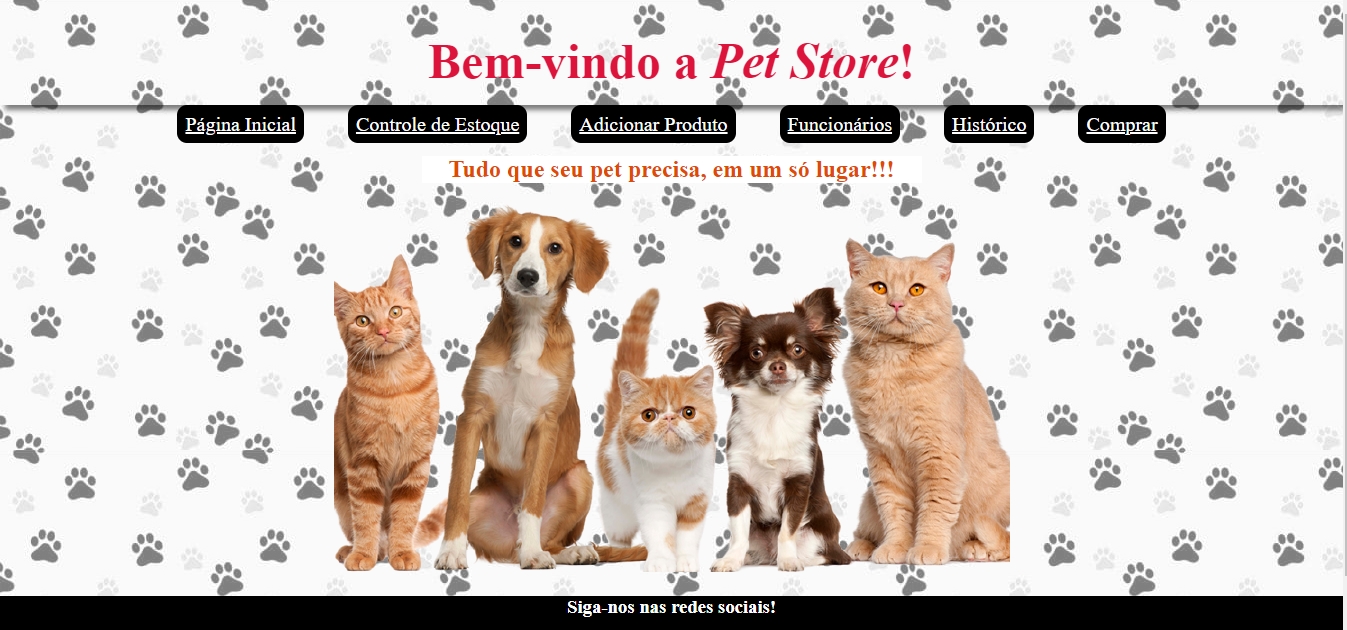 Bem-vindo a Pet Store!
Página Inicial Controle de Estoque Adicionar Produto Funcionários Histórico Comprar
Tudo que seu pet precisa, em um só lugar!!!
Siga-nos nas redes sociais!